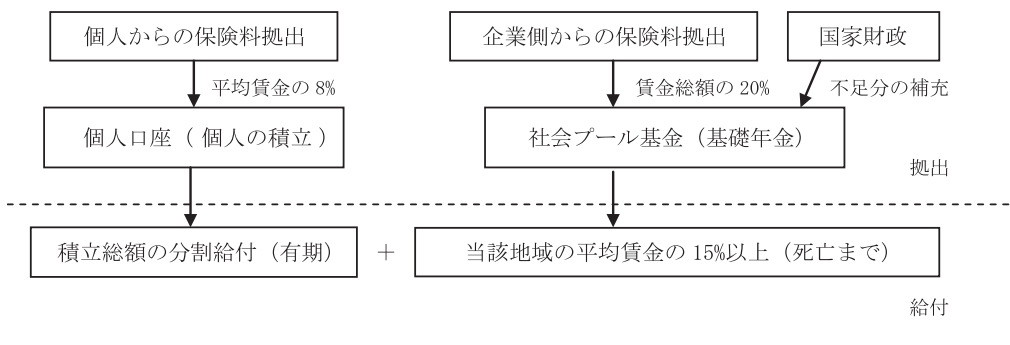 個人からの保険料拠出
企業側からの保険料拠出
国家財政
平均賃金の 8%
賃金総額の 20%
不足分の補充
個人口座（ 個人の積立 ）
社会プール基金（基礎年金）
拠出
積立総額の分割給付（有期）
＋
当該地域の平均賃金の 15%以上（死亡まで）
給付